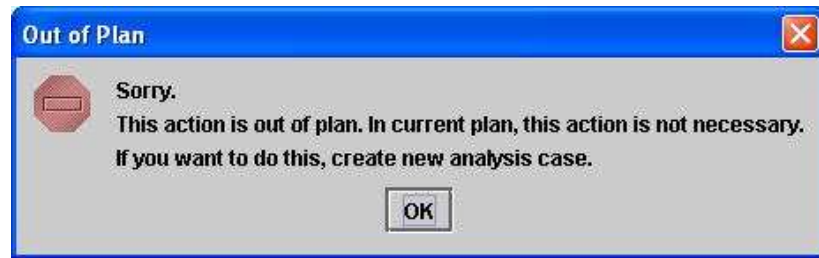 Out of Plan
Sorry.
This action is out of plan. In current plan, this action is not necessary.
If you want to do this, create new analysis case.
OK